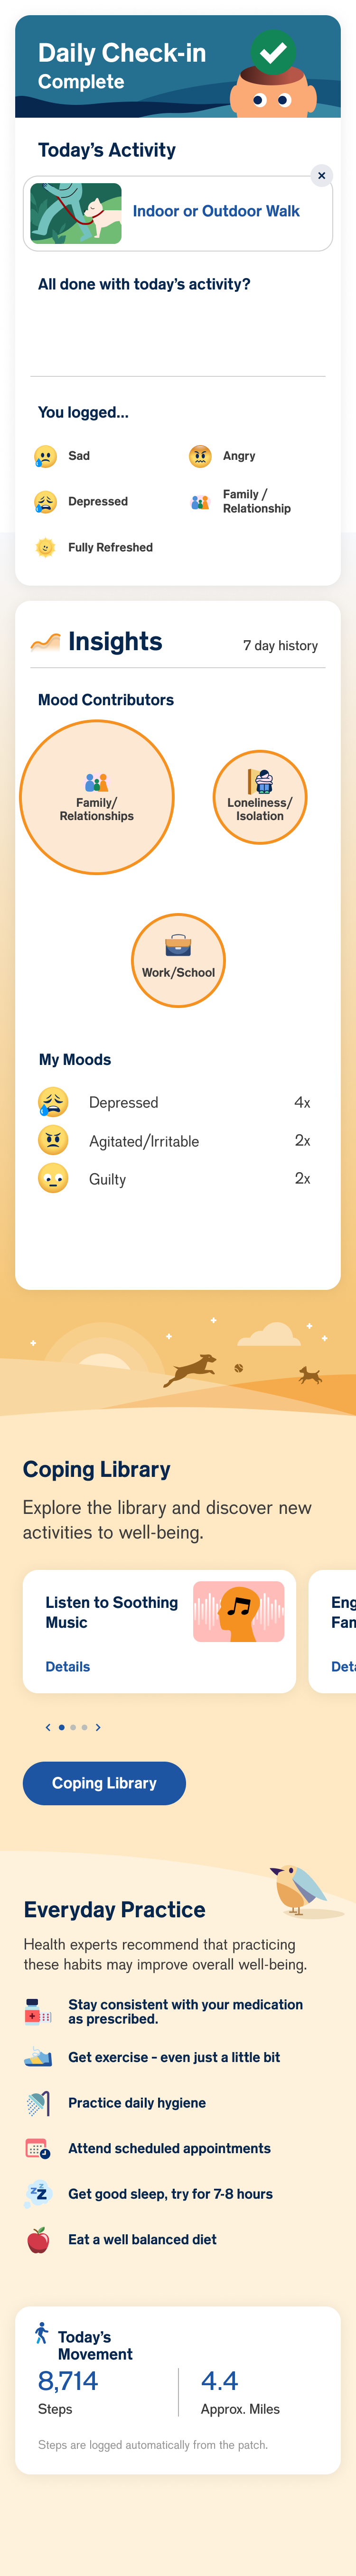 Daily Check-in
Complete
Today’s Activity
Indoor or Outdoor Walk
All done with today’s activity?
You logged...
Sad
Angry
Depressed
Family /
Relationship
Fully Refreshed
Insights
7 day history
Mood Contributors
Family/
Relationships
Loneliness/
Isolation
Work/School
My Moods
Depressed
4x
Agitated/Irritable
2x
Guilty
2x
Coping Library
Explore the library and discover new
activities to well-being.
Listen to Soothing
Music
Details
Eng
Fan
Deta
Coping Library
Everyday Practice
Health experts recommend that practicing
these habits may improve overall well-being.
Stay consistent with your medication
as prescribed.
Get exercise - even just a little bit
Practice daily hygiene
Attend scheduled appointments
Get good sleep, try for 7-8 hours
Eat a well balanced diet
Today’s
Movement
8,714
4.4
Steps
Approx. Miles
Steps are logged automatically from the patch.